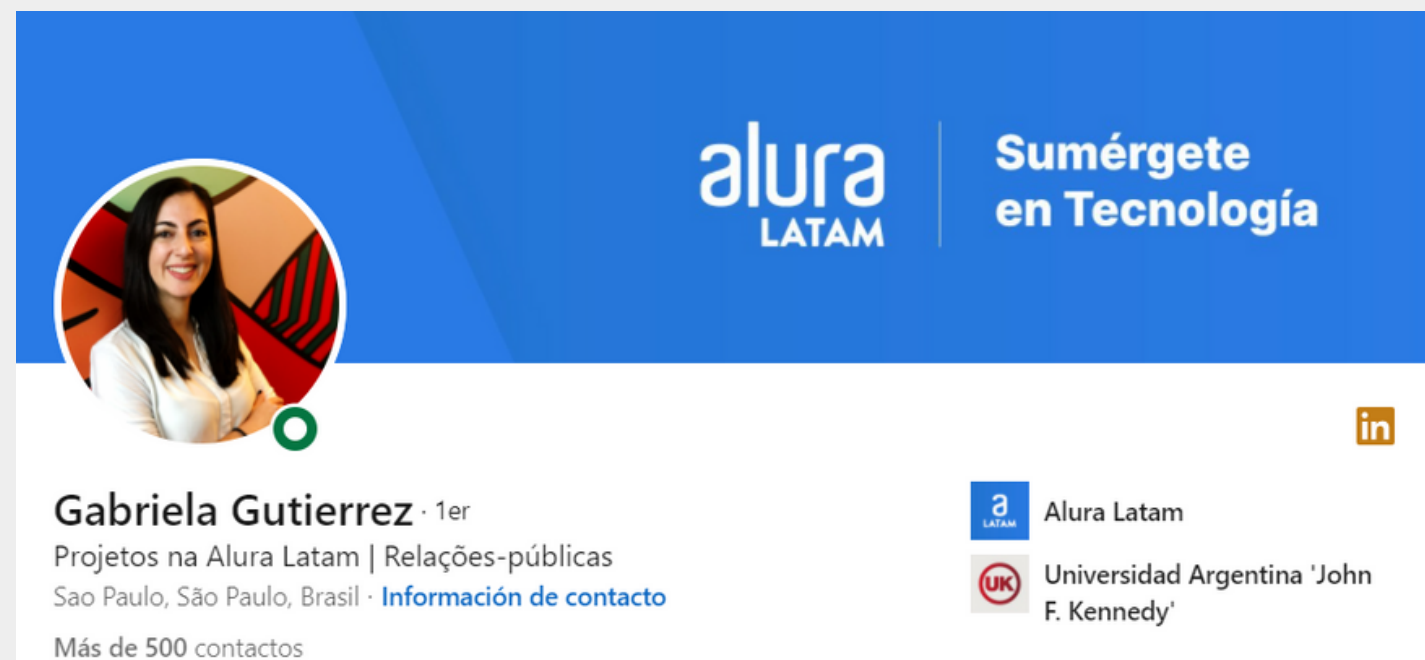 alura
LATAM
Sumérgete
en Tecnología
in
Gabriela Gutierrez · 1er
Projetos na Alura Latam | Relações-públicas
Sao Paulo, São Paulo, Brasil · Información de contacto
Más de 500 contactos
a
LATAM
Alura Latam
UK
Universidad Argentina 'John
F. Kennedy'